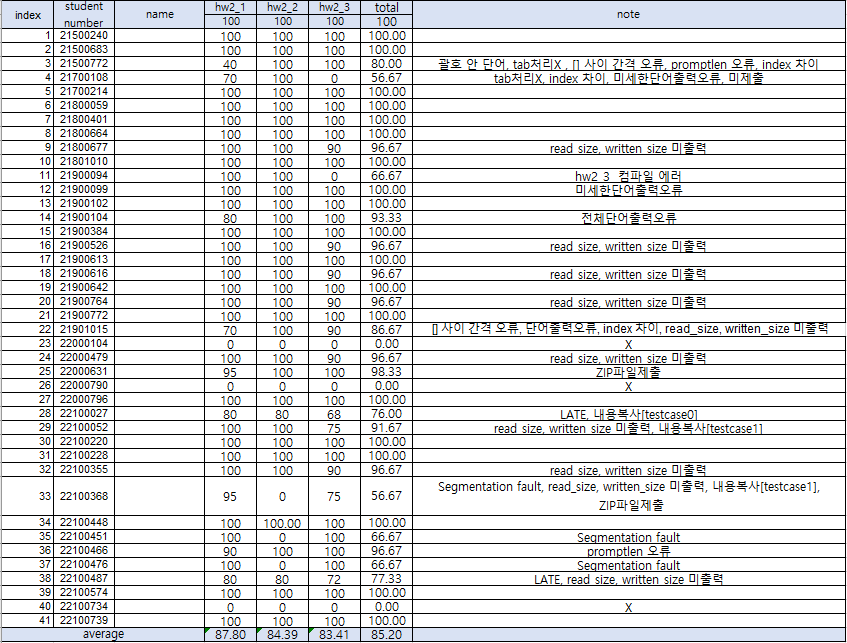 index student number name hw2_1 hw2_2 hw2_3 total note
100 100 100 100
1 21500240 100 100 100 100.00
2 21500683 100 100 100 100.00
3 21500772 40 100 100 80.00 괄호 안 단어, tab처리X , [] 사이 간격 오류, promptlen 오류, index 차이
4 21700108 70 100 0 56.67 tab처리X, index 차이, 미세한단어출력오류, 미제출
5 21700214 100 100 100 100.00
6 21800059 100 100 100 100.00
7 21800401 100 100 100 100.00
8 21800664 100 100 100 100.00
9 21800677 100 100 90 96.67 read size, written size 미출력
10 21801010 100 100 100 100.00
11 21900094 100 100 0 66.67 hw2_3 컴파일 에러
12 21900099 100 100 100 100.00 미세한단어출력오류
13 21900102 100 100 100 100.00
14 21900104 80 100 100 93.33 전체단어출력오류
15 21900384 100 100 100 100.00
16 21900526 100 100 90 96.67 read size, written size 미출력
17 21900613 100 100 100 100.00
18 21900616 100 100 90 96.67 read size, written size 미출력
19 21900642 100 100 100 100.00
20 21900764 100 100 90 96.67 read size, written size 미출력
21 21900772 100 100 100 100.00
22 21901015 70 100 90 86.67 [] 사이 간격 오류, 단어출력오류, index 차이, read_size, written_size 미출력
23 22000104 0 0 0 0.00 X
24 22000479 100 100 90 96.67 read size, written size 미출력
25 22000631 95 100 100 98.33 ZIP파일제출
26 22000790 0 0 0 0.00 X
27 22000796 100 100 100 100.00
28 22100027 80 80 68 76.00 LATE, 내용복사[testcase0]
29 22100052 100 100 75 91.67 read size, written size 미출력, 내용복사[testcase1]
30 22100220 100 100 100 100.00
31 22100228 100 100 100 100.00
32 22100355 100 100 90 96.67 read size, written size 미출력
33 22100368 95 0 75 56.67 Segmentation fault, read_size, written_size 미출력, 내용복사[testcase1],
ZIP파일제출
34 22100448 100 100.00 100 100.00
35 22100451 100 0 100 66.67 Segmentation fault
36 22100466 90 100 100 96.67 promptlen 오류
37 22100476 100 0 100 66.67 Segmentation fault
38 22100487 80 80 72 77.33 LATE, read size, written size 미출력
39 22100574 100 100 100 100.00
40 22100734 0 0 0 0.00 X
41 22100739 100 100 100 100.00
average 87.80 84.39 83.41 85.20